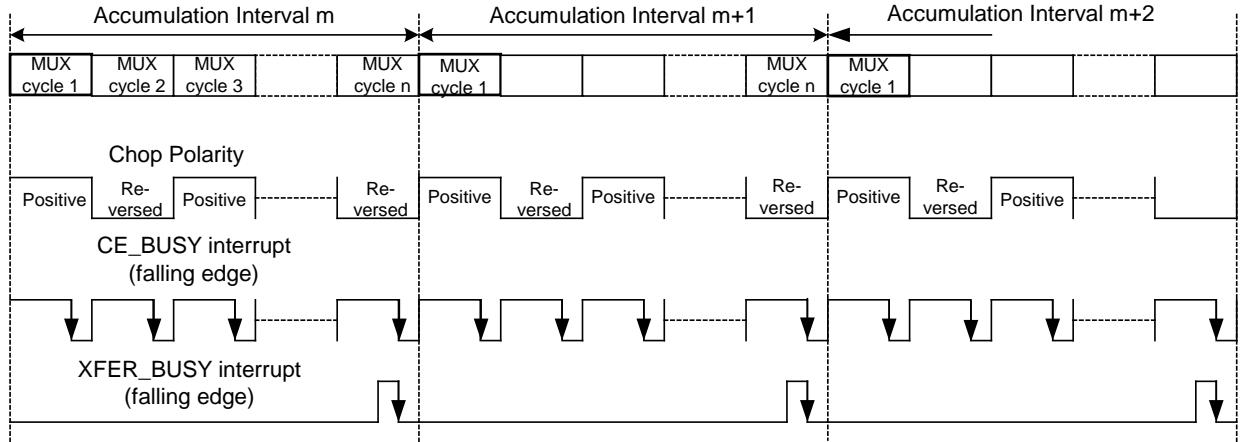 Accumulation Interval m
Accumulation Interval m+1
Accumulation Interval m+2
MUX
cycle 1
MUX
cycle 2
MUX
cycle 3
MUX
cycle n
MUX
cycle 1
MUX
cycle n
MUX
cycle 1
Chop Polarity
Positive
Re-
versed
Positive
Re-
versed
Positive
Re-
versed
Positive
Re-
versed
Positive
Re-
versed
Positive
CE_BUSY interrupt
(falling edge)
XFER_BUSY interrupt
(falling edge)